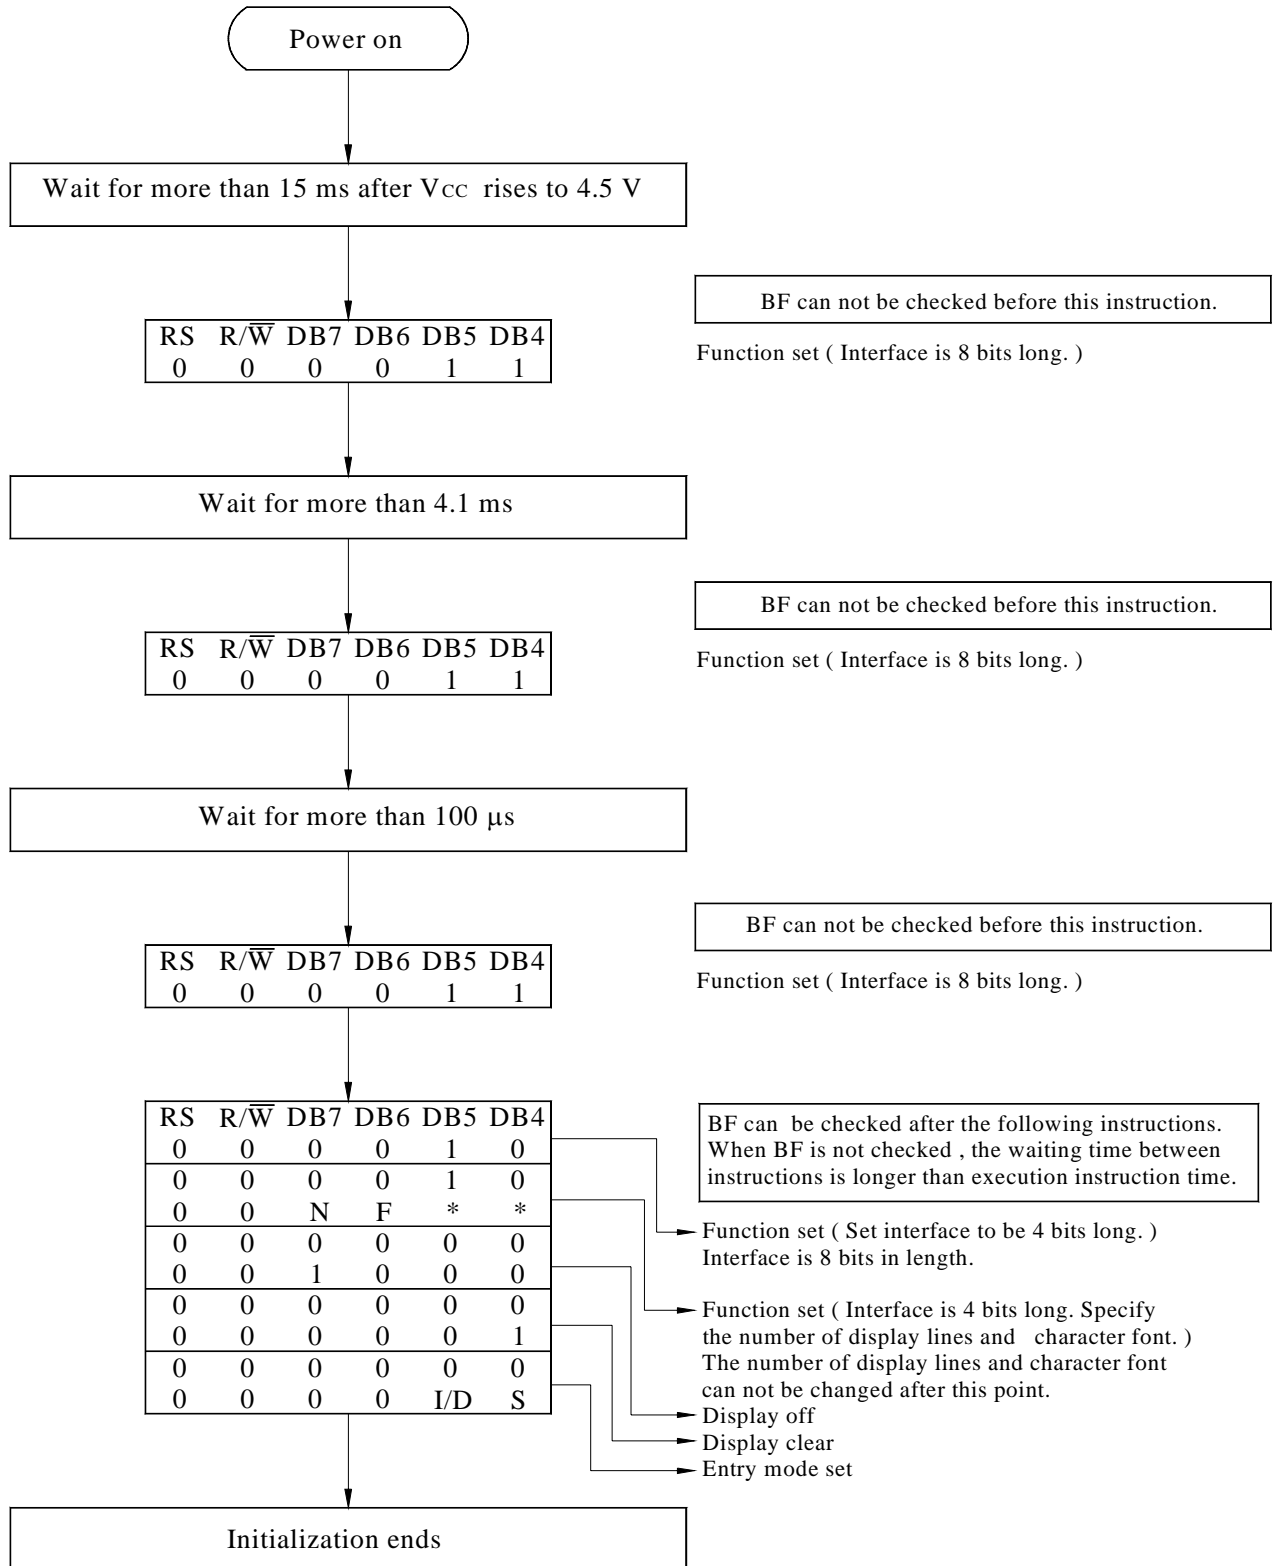 Power on
Wait for more than 15 ms after Vcc rises to 4.5 V
BF can not be checked before this instruction.
RS R/W̅ DB7 DB6 DB5 DB4
0 0 0 0 1 1
Function set ( Interface is 8 bits long. )
Wait for more than 4.1 ms
BF can not be checked before this instruction.
RS R/W̅ DB7 DB6 DB5 DB4
0 0 0 0 1 1
Function set ( Interface is 8 bits long. )
Wait for more than 100 μs
BF can not be checked before this instruction.
RS R/W̅ DB7 DB6 DB5 DB4
0 0 0 0 1 1
Function set ( Interface is 8 bits long. )
RS R/W̅ DB7 DB6 DB5 DB4
0 0 0 0 1 0
0 0 0 0 1 0
0 0 N F * *
0 0 0 0 0 0
0 0 1 0 0 0
0 0 0 0 0 0
0 0 0 0 0 1
0 0 0 0 0 0
0 0 0 0 I/D S
BF can be checked after the following instructions.
When BF is not checked , the waiting time between
instructions is longer than execution instruction time.
Function set ( Set interface to be 4 bits long. )
Interface is 8 bits in length.
Function set ( Interface is 4 bits long. Specify
the number of display lines and character font. )
The number of display lines and character font
can not be changed after this point.
Display off
Display clear
Entry mode set
Initialization ends